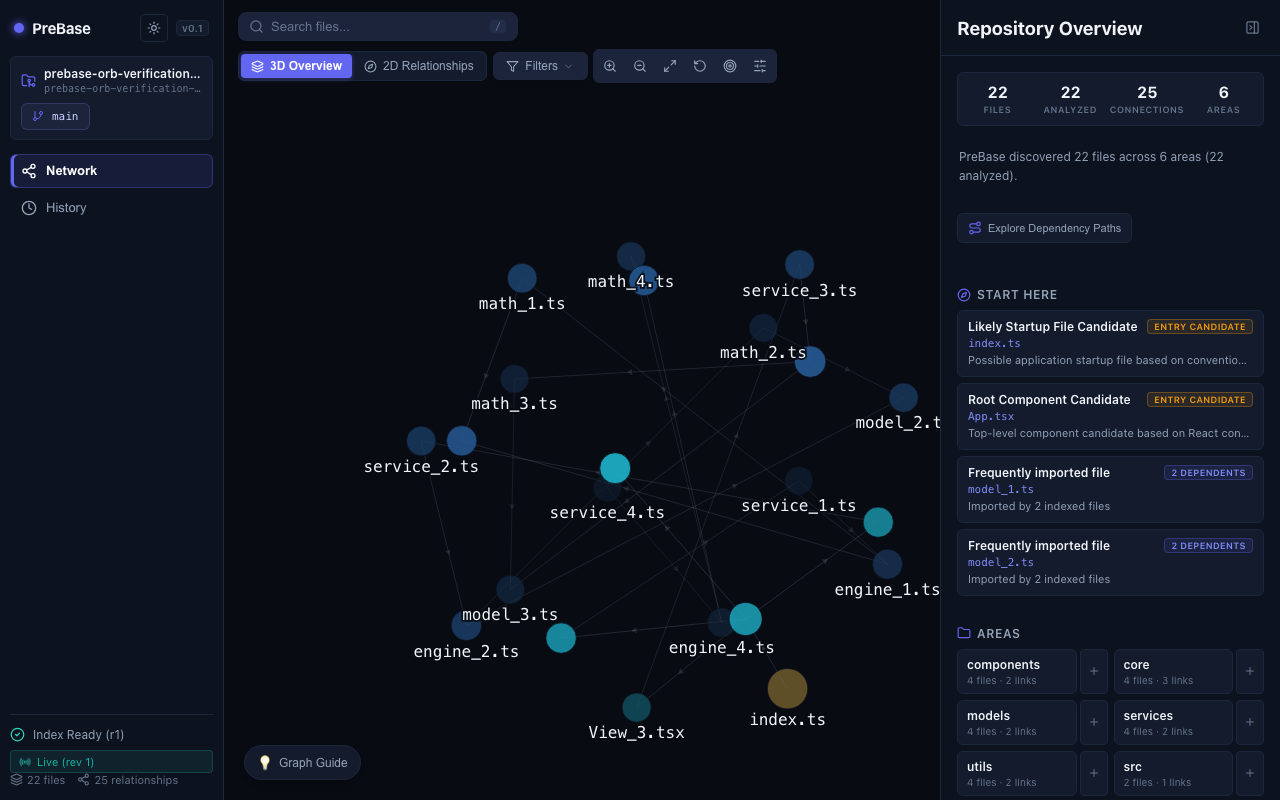 PreBase
v0.1
prebase-orb-verification...
prebase-orb-verification-…
main
Network
History
Index Ready (r1)
Live (rev 1)
22 files
25 relationships
Search files...
/
3D Overview
2D Relationships
Filters
math_1.ts
math_4.ts
service_3.ts
math_2.ts
math_3.ts
model_2.t
service_2.ts
service_4.ts
service_1.ts
engine_1.ts
model_3.ts
engine_2.ts
engine_4.ts
index.ts
View_3.tsx
Graph Guide
Repository Overview
22
FILES
22
ANALYZED
25
CONNECTIONS
6
AREAS
PreBase discovered 22 files across 6 areas (22
analyzed).
Explore Dependency Paths
START HERE
Likely Startup File Candidate
ENTRY CANDIDATE
index.ts
Possible application startup file based on conventio...
Root Component Candidate
ENTRY CANDIDATE
App.tsx
Top-level component candidate based on React con...
Frequently imported file
2 DEPENDENTS
model_1.ts
Imported by 2 indexed files
Frequently imported file
2 DEPENDENTS
model_2.ts
Imported by 2 indexed files
AREAS
components
4 files · 2 links
+
core
4 files · 3 links
+
models
4 files · 2 links
+
services
4 files · 2 links
+
utils
4 files · 2 links
+
src
2 files · 1 links
+